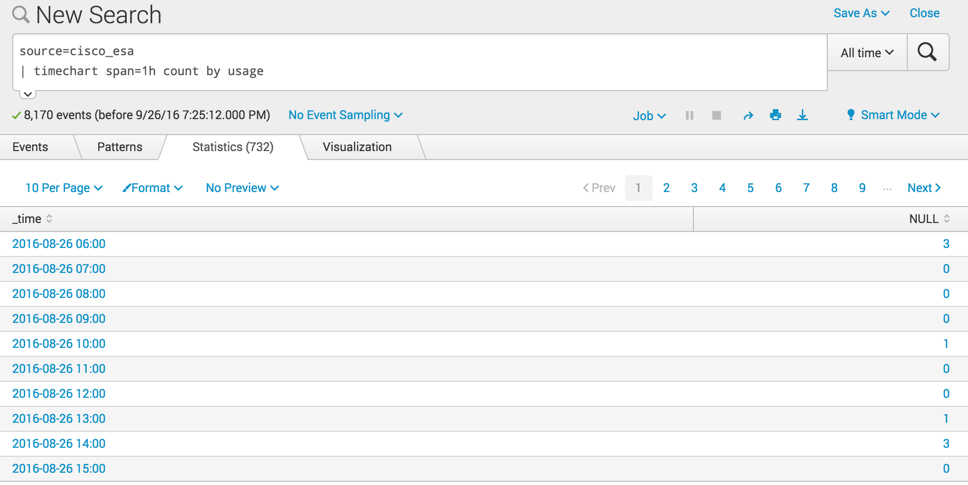 New Search
Save As Close
source=cisco_esa
| timechart span=1h count by usage
All time
8,170 events (before 9/26/16 7:25:12.000 PM) No Event Sampling Job Smart Mode
Events Patterns Statistics (732) Visualization
10 Per Page Format No Preview Prev 1 2 3 4 5 6 7 8 9 ... Next
_time NULL
2016-08-26 06:00 3
2016-08-26 07:00 0
2016-08-26 08:00 0
2016-08-26 09:00 0
2016-08-26 10:00 1
2016-08-26 11:00 0
2016-08-26 12:00 0
2016-08-26 13:00 1
2016-08-26 14:00 3
2016-08-26 15:00 0